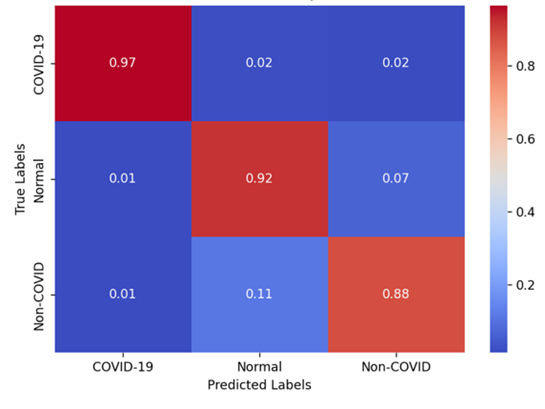 COVID-19 0.97 0.02 0.02
Normal 0.01 0.92 0.07
Non-COVID 0.01 0.11 0.88
True Labels
COVID-19 Normal Non-COVID
Predicted Labels
0.8
0.6
0.4
0.2